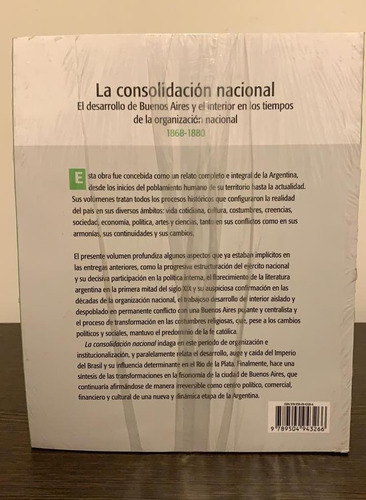 La consolidación nacional
El desarrollo de Buenos Aires y el interior en los tiempos
de la organización nacional
1868-1880
Esta obra fue concebida como un relato completo e integral de la Argentina,
desde los inicios del poblamiento humano de su territorio hasta la actualidad.
Sus volúmenes tratan todos los procesos históricos que configuraron la realidad
del país en sus diversos ámbitos: vida cotidiana, cultura, costumbres, creencias,
sociedad, economía, política, artes y ciencias, tanto en sus conflictos como en sus
armonías, sus continuidades y sus cambios.
El presente volumen profundiza algunos aspectos que ya estaban implícitos en
las entregas anteriores, como la progresiva estructuración del ejército nacional
y su decisiva participación en la política interna, el florecimiento de la literatura
argentina en la primera mitad del siglo XIX y su auspiciosa confirmación en las
décadas de la organización nacional, el trabajoso desarrollo del interior aislado y
despoblado en permanente conflicto con una Buenos Aires pujante y centralista y
el proceso de transformación en las costumbres religiosas, que, pese a los cambios
políticos y sociales, mantuvo el predominio de la fe católica.
La consolidación nacional indaga en este período de organización e
institucionalización, y paralelamente relata el desarrollo, auge y caída del Imperio
del Brasil y su influencia determinante en el Río de la Plata. Finalmente, hace una
síntesis de las transformaciones en la fisonomía de la ciudad de Buenos Aires, que
continuaría afirmándose de manera irreversible como centro político, comercial,
financiero y cultural de una nueva y dinámica etapa de la Argentina.
9 789504 943266